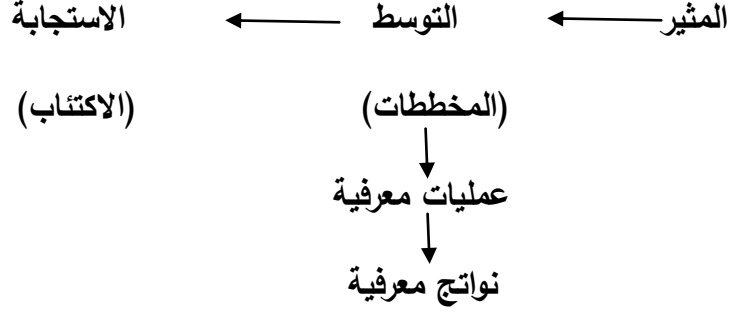 المثير التوسط الاستجابة
(المخططات) (الاكتئاب)
عمليات معرفية
نواتج معرفية